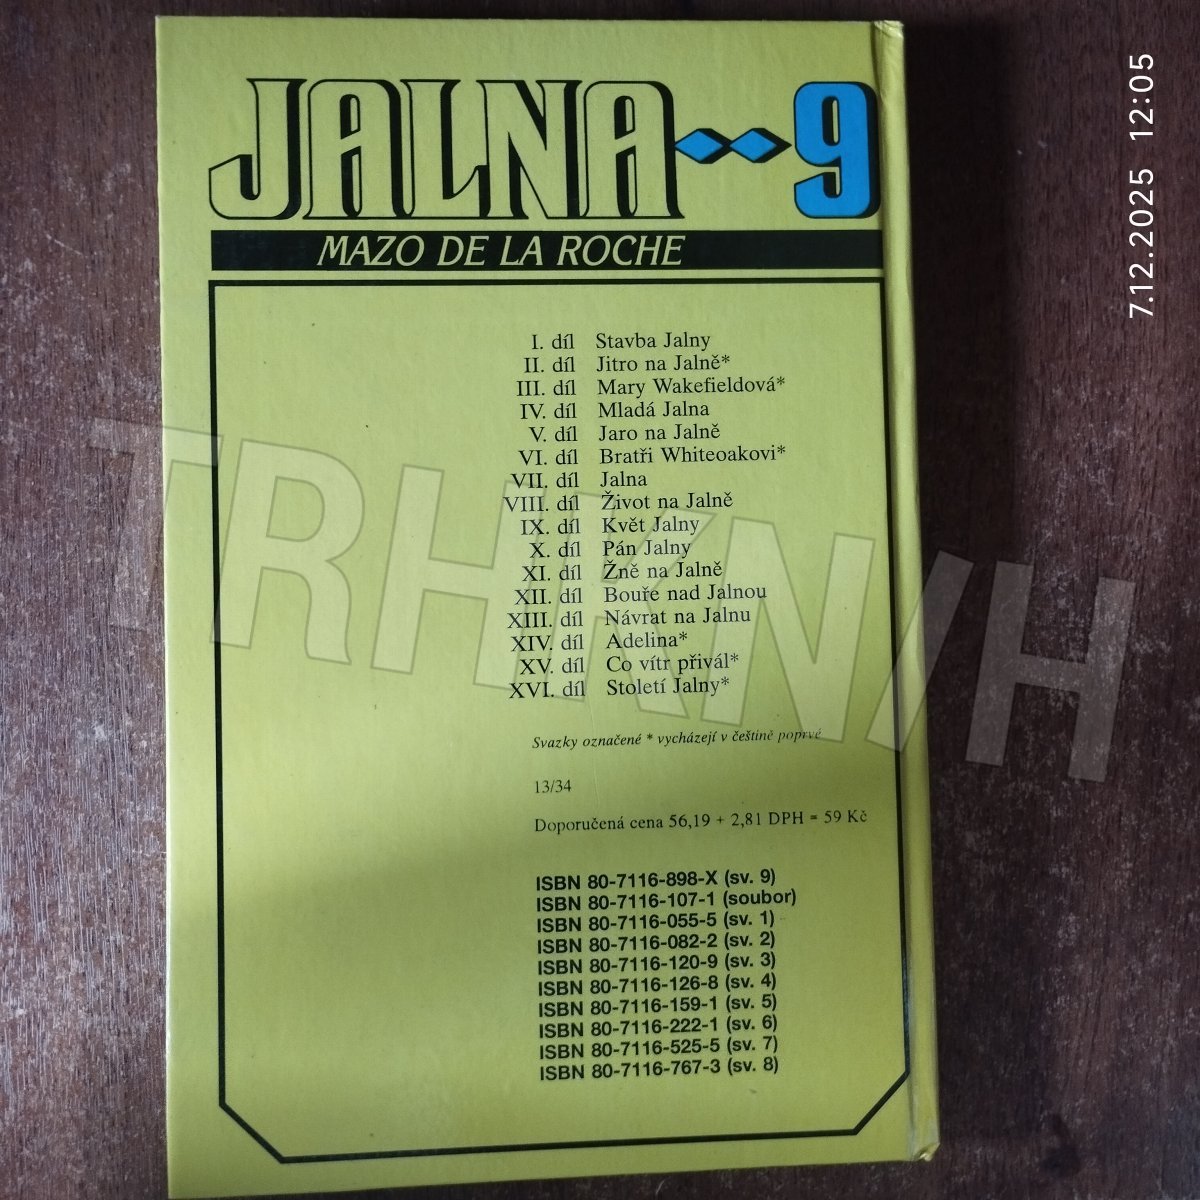 JALNA 9
MAZO DE LA ROCHE
I. díl Stavba Jalny
II. díl Jitro na Jalně*
III. díl Mary Wakefieldová*
IV. díl Mladá Jalna
V. díl Jaro na Jalně
VI. díl Bratři Whiteoakovi*
VII. díl Jalna
VIII. díl Život na Jalně
IX. díl Květ Jalny
X. díl Pán Jalny
XI. díl Žně na Jalně
XII. díl Bouře nad Jalnou
XIII. díl Návrat na Jalnu
XIV. díl Adelina*
XV. díl Co vítr přivál*
XVI. díl Století Jalny*
Svazky označené * vycházejí v češtině poprvé
13/34
Doporučená cena 56,19 + 2,81 DPH = 59 Kč
ISBN 80-7116-898-X (sv. 9)
ISBN 80-7116-107-1 (soubor)
ISBN 80-7116-055-5 (sv. 1)
ISBN 80-7116-082-2 (sv. 2)
ISBN 80-7116-120-9 (sv. 3)
ISBN 80-7116-126-8 (sv. 4)
ISBN 80-7116-159-1 (sv. 5)
ISBN 80-7116-222-1 (sv. 6)
ISBN 80-7116-525-5 (sv. 7)
ISBN 80-7116-767-3 (sv. 8)
7.12.2025 12:05
TRHKNIH